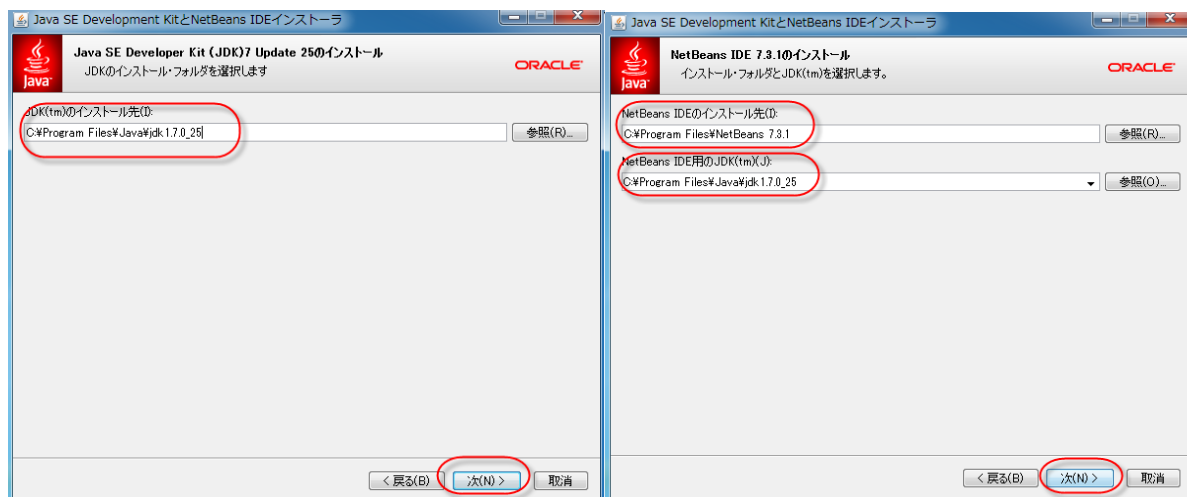 Java SE Development KitとNetBeans IDEインストーラ
Java SE Developer Kit (JDK)7 Update 25のインストール
JDKのインストール・フォルダを選択します
Java
ORACLE
JDK(tm)のインストール先(I):
C:¥Program Files¥Java¥jdk1.7.0_25
参照(R)...
< 戻る(B)
次(N) >
取消
Java SE Development KitとNetBeans IDEインストーラ
NetBeans IDE 7.3.1のインストール
インストール・フォルダとJDK(tm)を選択します。
Java
ORACLE
NetBeans IDEのインストール先(I):
C:¥Program Files¥NetBeans 7.3.1
参照(R)...
NetBeans IDE用のJDK(tm)(J):
C:¥Program Files¥Java¥jdk1.7.0_25
参照(O)...
< 戻る(B)
次(N) >
取消